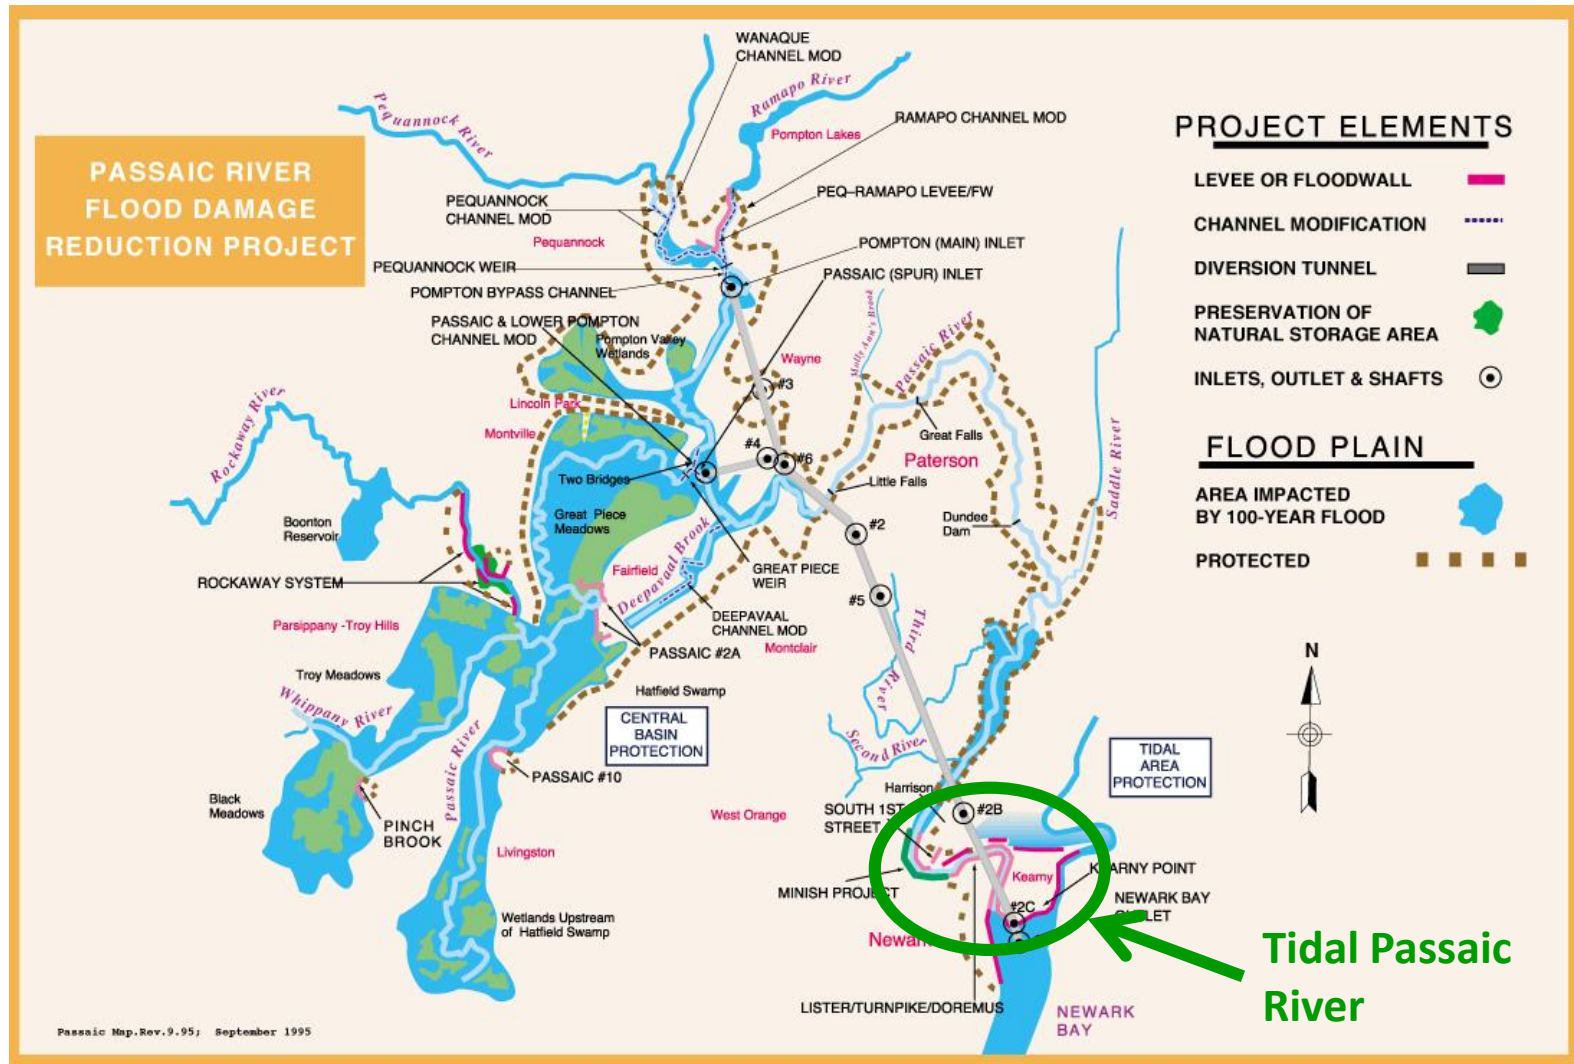 PASSAIC RIVER
FLOOD DAMAGE
REDUCTION PROJECT
WANAQUE
CHANNEL MOD
Ramapo River
Pequannock River
Pompton Lakes
RAMAPO CHANNEL MOD
PEQUANNOCK
CHANNEL MOD
PEQ–RAMAPO LEVEE/FW
Pequannock
POMPTON (MAIN) INLET
PEQUANNOCK WEIR
PASSAIC (SPUR) INLET
POMPTON BYPASS CHANNEL
PASSAIC & LOWER POMPTON
CHANNEL MOD
Pompton Valley
Wetlands
Molly Ann's Brook
Passaic River
Wayne
#3
Lincoln Park
Montville
Rockaway River
Great Falls
#4
#6
Paterson
Saddle River
Two Bridges
Little Falls
Great Piece
Meadows
Boonton
Reservoir
#2
Dundee
Dam
Deepavaal Brook
GREAT PIECE
WEIR
Fairfield
ROCKAWAY SYSTEM
#5
DEEPAVAAL
CHANNEL MOD
Third River
Parsippany -Troy Hills
Montclair
PASSAIC #2A
Troy Meadows
Hatfield Swamp
Whippany River
Passaic River
CENTRAL
BASIN
PROTECTION
Second River
TIDAL
AREA
PROTECTION
PASSAIC #10
Harrison
Black
Meadows
SOUTH 1ST
STREET
#2B
West Orange
PINCH
BROOK
Livingston
KEARNY POINT
Kearny
MINISH PROJECT
NEWARK BAY
#2C
Wetlands Upstream
of Hatfield Swamp
Newark
LISTER/TURNPIKE/DOREMUS
NEWARK
BAY
Tidal Passaic
River
Passaic Map.Rev.9.95; September 1995
PROJECT ELEMENTS
LEVEE OR FLOODWALL
CHANNEL MODIFICATION
DIVERSION TUNNEL
PRESERVATION OF
NATURAL STORAGE AREA
INLETS, OUTLET & SHAFTS
FLOOD PLAIN
AREA IMPACTED
BY 100-YEAR FLOOD
PROTECTED
N